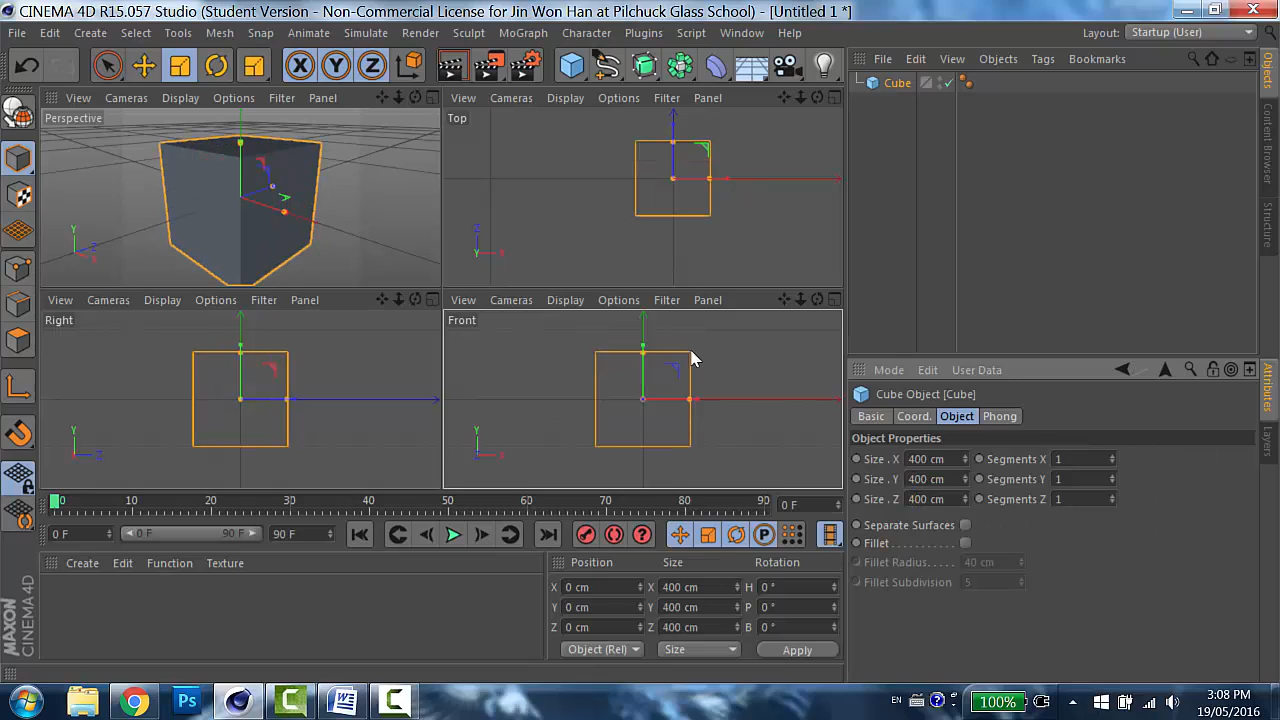 CINEMA 4D R15.057 Studio (Student Version - Non-Commercial License for Jin Won Han at Pilchuck Glass School) - [Untitled 1 *]
File Edit Create Select Tools Mesh Snap Animate Simulate Render Sculpt MoGraph Character Plugins Script Window Help Layout: Startup (User)
X Y Z
File Edit View Objects Tags Bookmarks
Cube
View Cameras Display Options Filter Panel
Perspective
Y
Z
X
View Cameras Display Options Filter Panel
Top
Z
Y X
View Cameras Display Options Filter Panel
Right
Y
X Z
View Cameras Display Options Filter Panel
Front
Y
Z X
Objects
Content Browser
Structure
Mode Edit User Data
Cube Object [Cube]
Basic Coord. Object Phong
Object Properties
Size . X 400 cm Segments X 1
Size . Y 400 cm Segments Y 1
Size . Z 400 cm Segments Z 1
Separate Surfaces
Fillet . . . . . . . . . .
Fillet Radius. 40 cm
Fillet Subdivision 5
Attributes
Layers
0 10 20 30 40 50 60 70 80 90 0 F
0 F 0 F 90 F 90 F
P
Create Edit Function Texture
Position Size Rotation
X 0 cm X 400 cm H 0 °
Y 0 cm Y 400 cm P 0 °
Z 0 cm Z 400 cm B 0 °
Object (Rel) Size Apply
MAXON
CINEMA 4D
Ps
W
EN
100%
3:08 PM
19/05/2016